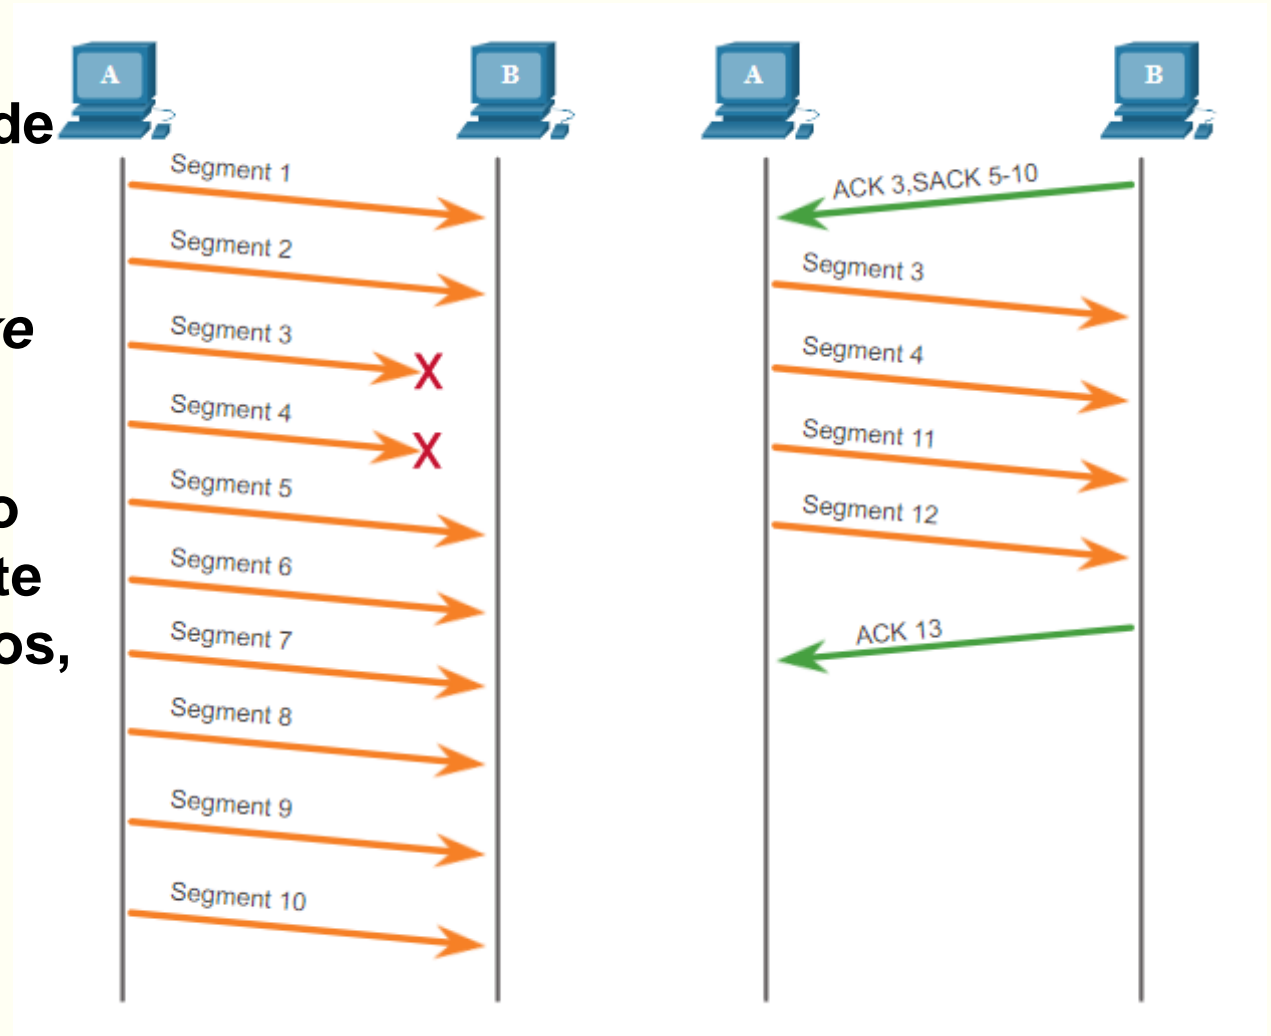 A
B
A
B
de
Segment 1
Segment 2
Segment 3
X
Segment 4
X
Segment 5
o
Segment 6
te
Segment 7
os,
Segment 8
Segment 9
Segment 10
ACK 3,SACK 5-10
Segment 3
Segment 4
Segment 11
Segment 12
ACK 13